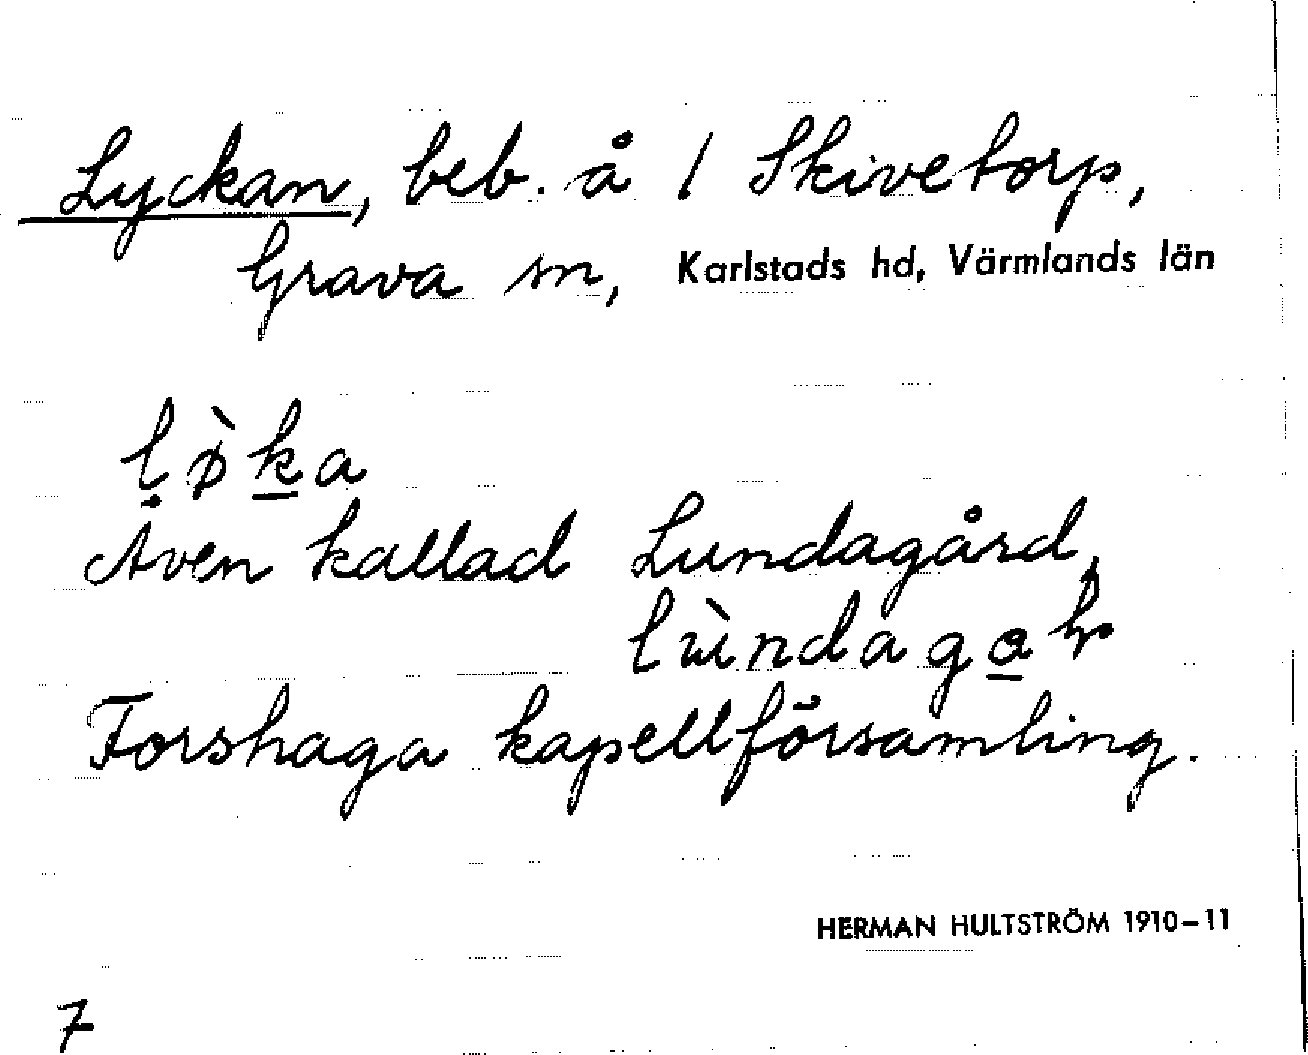 Lyckan, beb. å 1 Skivetorp,
Grava sn, Karlstads hd, Värmlands län
lø̀ka
Även kallad Lundagård,
Forshaga kapellförsamling.
HERMAN HULTSTRÖM 1910–11
7